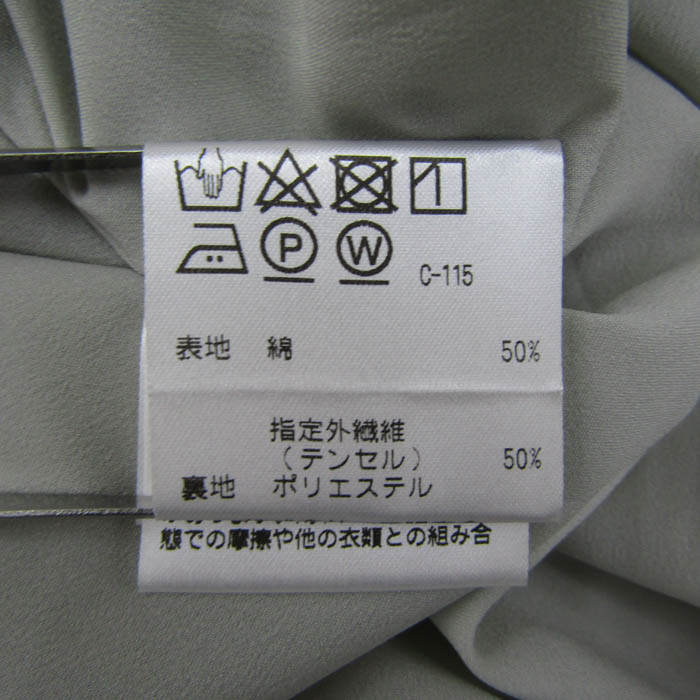 P W C-115
表地 綿 50%
指定外繊維
(テンセル) 50%
裏地 ポリエステル
態での摩擦や他の衣類との組み合